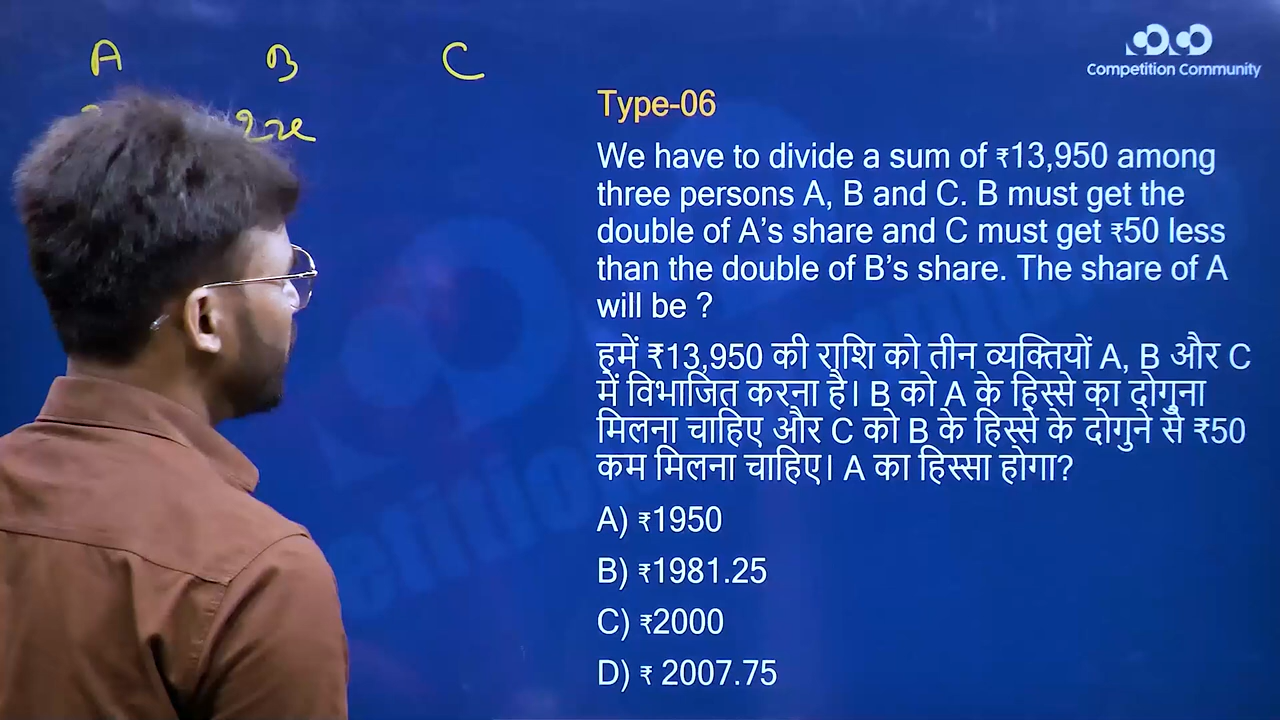 A B C
2x
Competition Community
Type-06
We have to divide a sum of ₹13,950 among
three persons A, B and C. B must get the
double of A’s share and C must get ₹50 less
than the double of B’s share. The share of A
will be ?
हमें ₹13,950 की राशि को तीन व्यक्तियों A, B और C
में विभाजित करना है। B को A के हिस्से का दोगुना
मिलना चाहिए और C को B के हिस्से के दोगुने से ₹50
कम मिलना चाहिए। A का हिस्सा होगा?
A) ₹1950
B) ₹1981.25
C) ₹2000
D) ₹ 2007.75